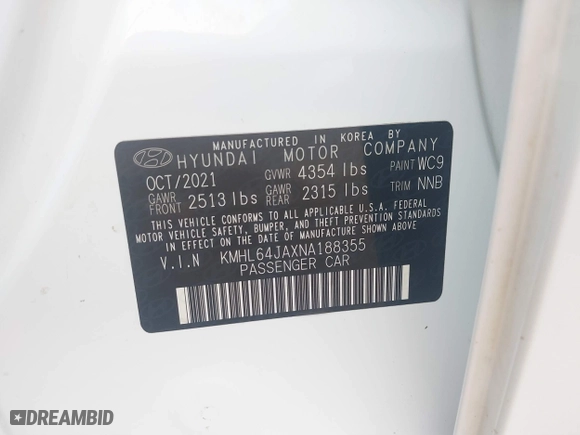 MANUFACTURED IN KOREA BY
HYUNDAI MOTOR COMPANY
OCT/2021 GVWR 4354 lbs PAINT WC9
GAWR FRONT 2513 lbs GAWR REAR 2315 lbs TRIM NNB
THIS VEHICLE CONFORMS TO ALL APPLICABLE U.S.A. FEDERAL
MOTOR VEHICLE SAFETY, BUMPER, AND THEFT PREVENTION STANDARDS
IN EFFECT ON THE DATE OF MANUFACTURE SHOWN ABOVE.
V.I.N KMHL64JAXNA188355
PASSENGER CAR
DREAMBID